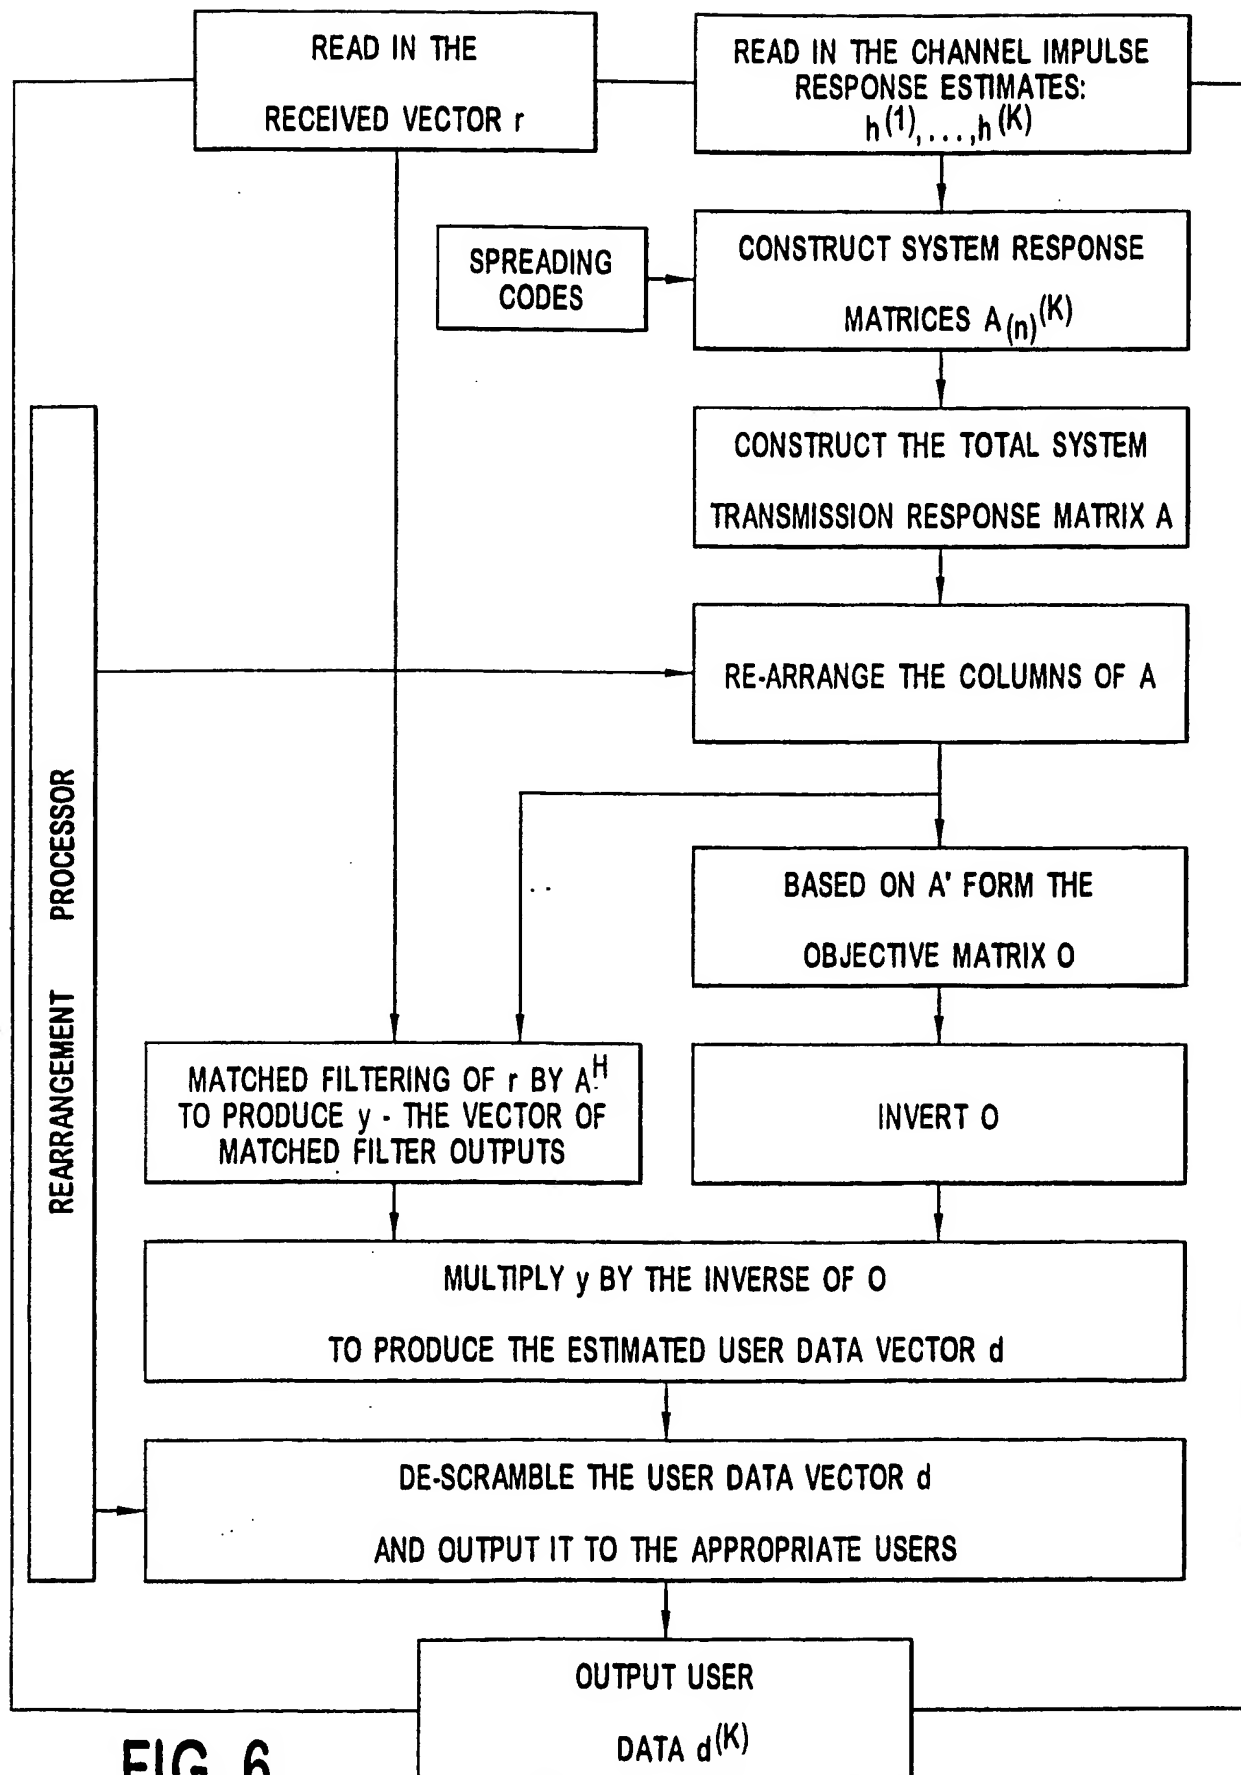 READ IN THE
RECEIVED VECTOR r
READ IN THE CHANNEL IMPULSE
RESPONSE ESTIMATES:
h(1),...,h(K)
SPREADING
CODES
CONSTRUCT SYSTEM RESPONSE
MATRICES A(n)(K)
CONSTRUCT THE TOTAL SYSTEM
TRANSMISSION RESPONSE MATRIX A
RE-ARRANGE THE COLUMNS OF A
REARRANGEMENT PROCESSOR
BASED ON A' FORM THE
OBJECTIVE MATRIX O
MATCHED FILTERING OF r BY A H
TO PRODUCE y - THE VECTOR OF
MATCHED FILTER OUTPUTS
INVERT O
MULTIPLY y BY THE INVERSE OF O
TO PRODUCE THE ESTIMATED USER DATA VECTOR d
DE-SCRAMBLE THE USER DATA VECTOR d
AND OUTPUT IT TO THE APPROPRIATE USERS
OUTPUT USER
DATA d(K)
FIG. 6